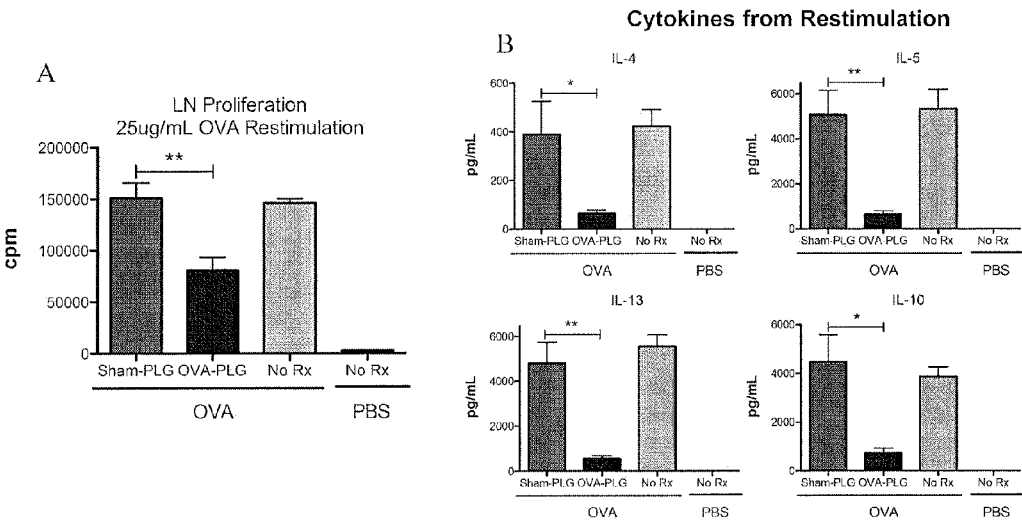 Cytokines from Restimulation
A
LN Proliferation
25ug/mL OVA Restimulation
**
cpm
200000
150000
100000
50000
0
Sham-PLG OVA-PLG No Rx No Rx
OVA PBS
B
IL-4
*
pg/mL
600
400
200
0
Sham-PLG OVA-PLG No Rx No Rx
OVA PBS
IL-5
**
pg/mL
6000
4000
2000
0
Sham-PLG OVA-PLG No Rx No Rx
OVA PBS
IL-13
**
pg/mL
6000
4000
2000
0
Sham-PLG OVA-PLG No Rx No Rx
OVA PBS
IL-10
*
pg/mL
6000
4000
2000
0
Sham-PLG OVA-PLG No Rx No Rx
OVA PBS